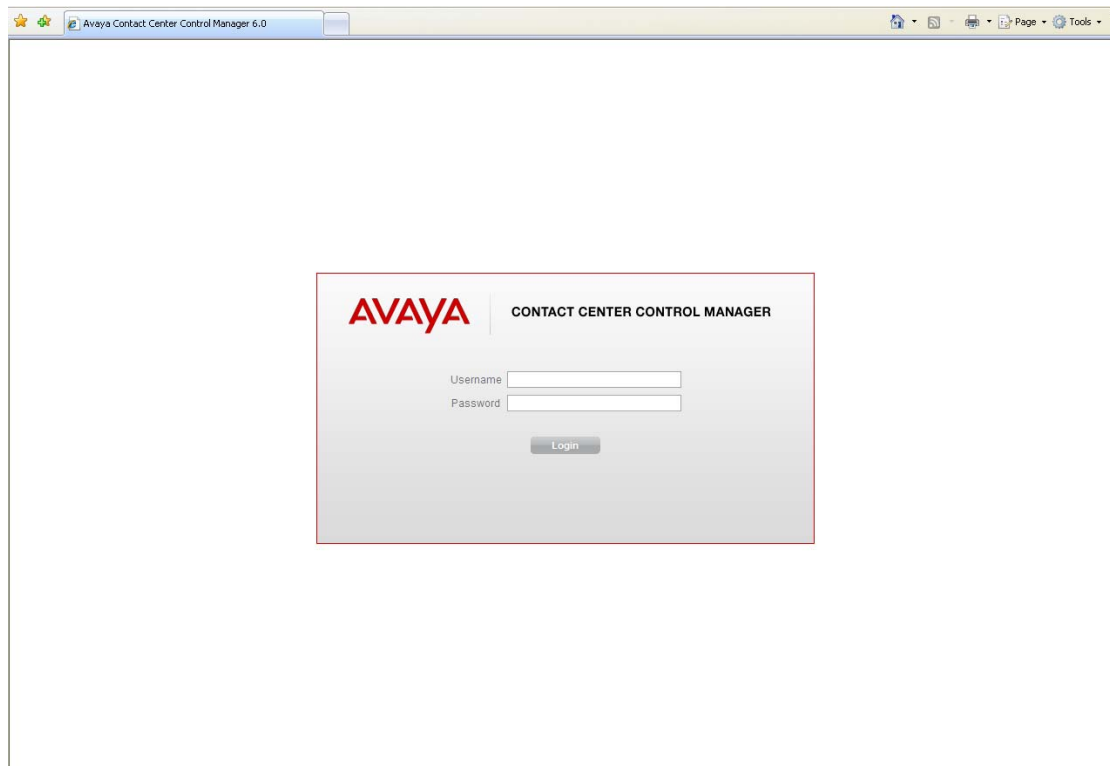 Avaya Contact Center Control Manager 6.0
Page
Tools
AVAYA
CONTACT CENTER CONTROL MANAGER
Username
Password
Login